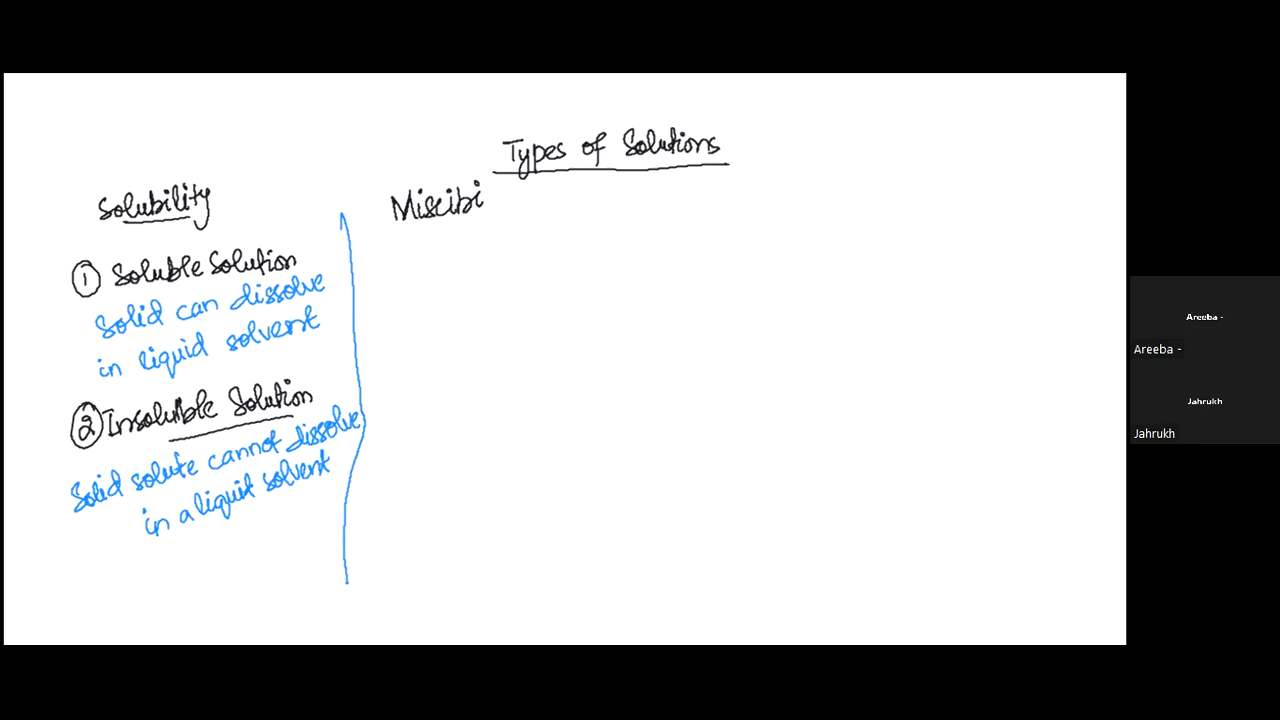 Types of Solutions
Solubility
① Soluble Solution
Solid can dissolve
in liquid solvent
② Insoluble Solution
Solid solute cannot dissolve
in a liquid solvent
Miscibi
Areeba -
Areeba -
Jahrukh
Jahrukh